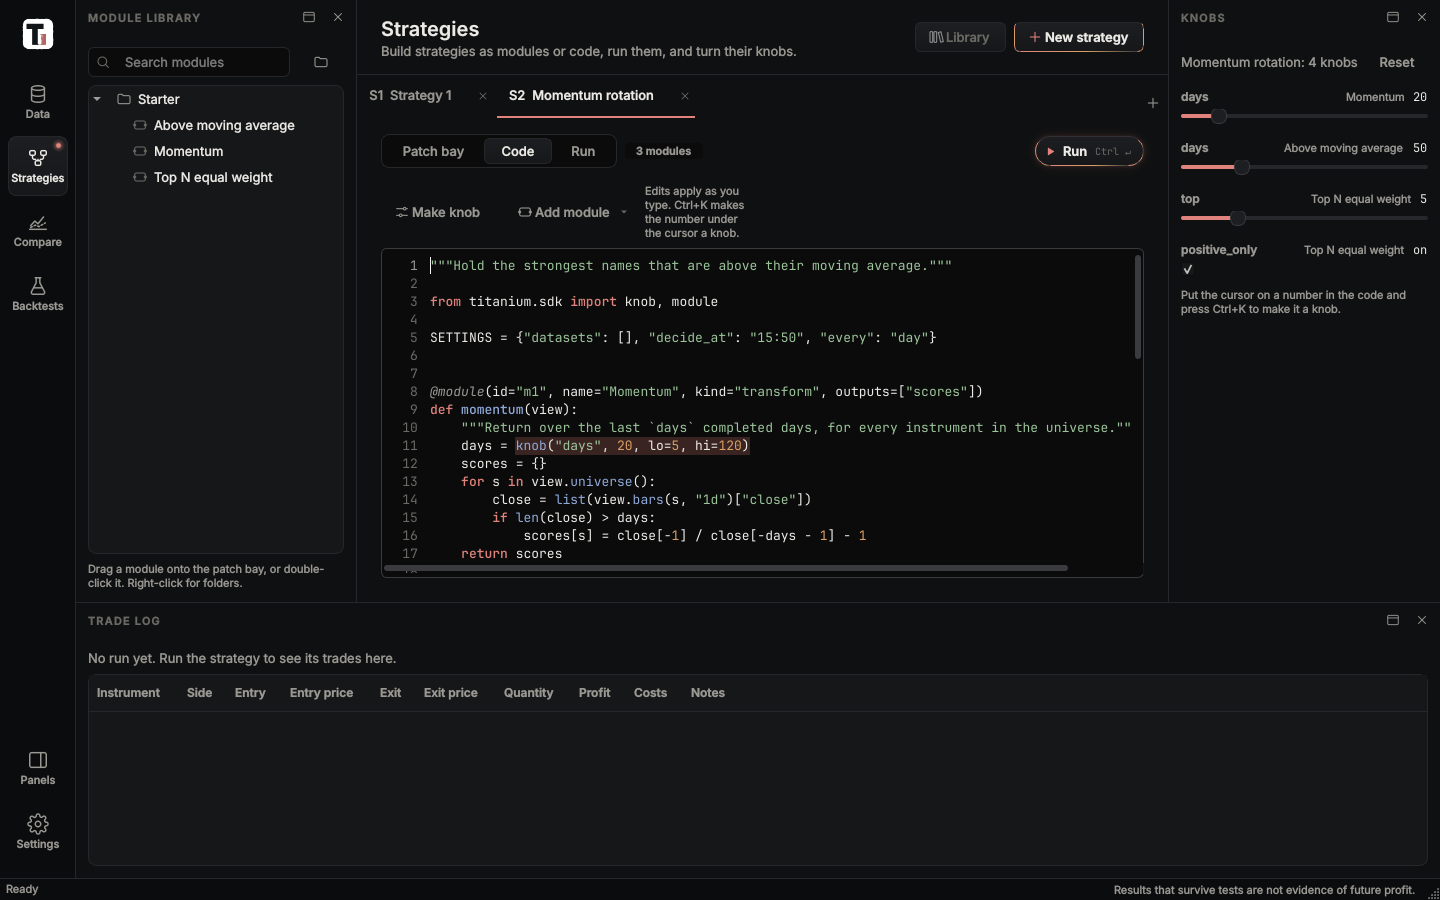 MODULE LIBRARY
Search modules
Starter
Above moving average
Momentum
Top N equal weight
Drag a module onto the patch bay, or double-
click it. Right-click for folders.
Ti
Data
Strategies
Compare
Backtests
Panels
Settings
Strategies
Build strategies as modules or code, run them, and turn their knobs.
Library
New strategy
S1 Strategy 1
S2 Momentum rotation
Patch bay
Code
Run
3 modules
Run Ctrl ↵
Make knob
Add module
Edits apply as you
type. Ctrl+K makes
the number under
the cursor a knob.
1 """Hold the strongest names that are above their moving average."""
2
3 from titanium.sdk import knob, module
4
5 SETTINGS = {"datasets": [], "decide_at": "15:50", "every": "day"}
6
7
8 @module(id="m1", name="Momentum", kind="transform", outputs=["scores"])
9 def momentum(view):
10     """Return over the last `days` completed days, for every instrument in the universe.""
11     days = knob("days", 20, lo=5, hi=120)
12     scores = {}
13     for s in view.universe():
14         close = list(view.bars(s, "1d")["close"])
15         if len(close) > days:
16             scores[s] = close[-1] / close[-days - 1] - 1
17     return scores
KNOBS
Momentum rotation: 4 knobs Reset
days Momentum 20
days Above moving average 50
top Top N equal weight 5
positive_only Top N equal weight on
Put the cursor on a number in the code and
press Ctrl+K to make it a knob.
TRADE LOG
No run yet. Run the strategy to see its trades here.
Instrument Side Entry Entry price Exit Exit price Quantity Profit Costs Notes
Ready
Results that survive tests are not evidence of future profit.